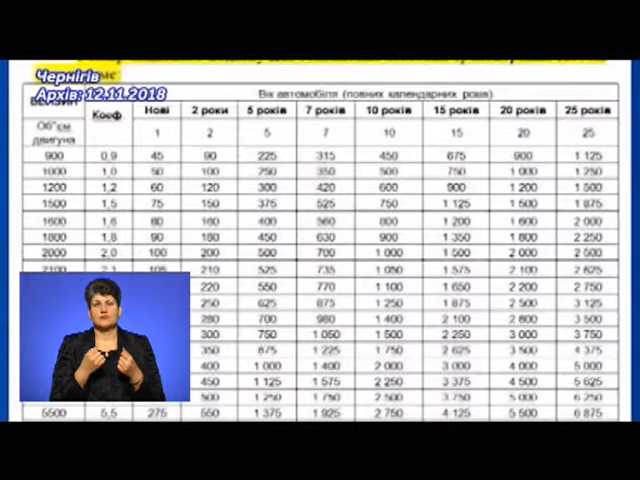 Чернігів
Архів: 12.11.2018
Вік автомобіля (повних календарних років)
БЕНЗИН Коеф Нові 2 роки 5 років 7 років 10 років 15 років 20 років 25 років
Об"єм двигуна 1 2 5 7 10 15 20 25
900 0,9 45 90 225 315 450 675 900 1 125
1000 1,0 50 100 250 350 500 750 1 000 1 250
1200 1,2 60 120 300 420 600 900 1 200 1 500
1500 1,5 75 150 375 525 750 1 125 1 500 1 875
1600 1,6 80 160 400 560 800 1 200 1 600 2 000
1800 1,8 90 180 450 630 900 1 350 1 800 2 250
2000 2,0 100 200 500 700 1 000 1 500 2 000 2 500
2100 2,1 105 210 525 735 1 050 1 575 2 100 2 625
220 550 770 1 100 1 650 2 200 2 750
250 625 875 1 250 1 875 2 500 3 125
280 700 980 1 400 2 100 2 800 3 500
300 750 1 050 1 500 2 250 3 000 3 750
350 875 1 225 1 750 2 625 3 500 4 375
400 1 000 1 400 2 000 3 000 4 000 5 000
450 1 125 1 575 2 250 3 375 4 500 5 625
500 1 250 1 750 2 500 3 750 5 000 6 250
5500 5,5 275 550 1 375 1 925 2 750 4 125 5 500 6 875